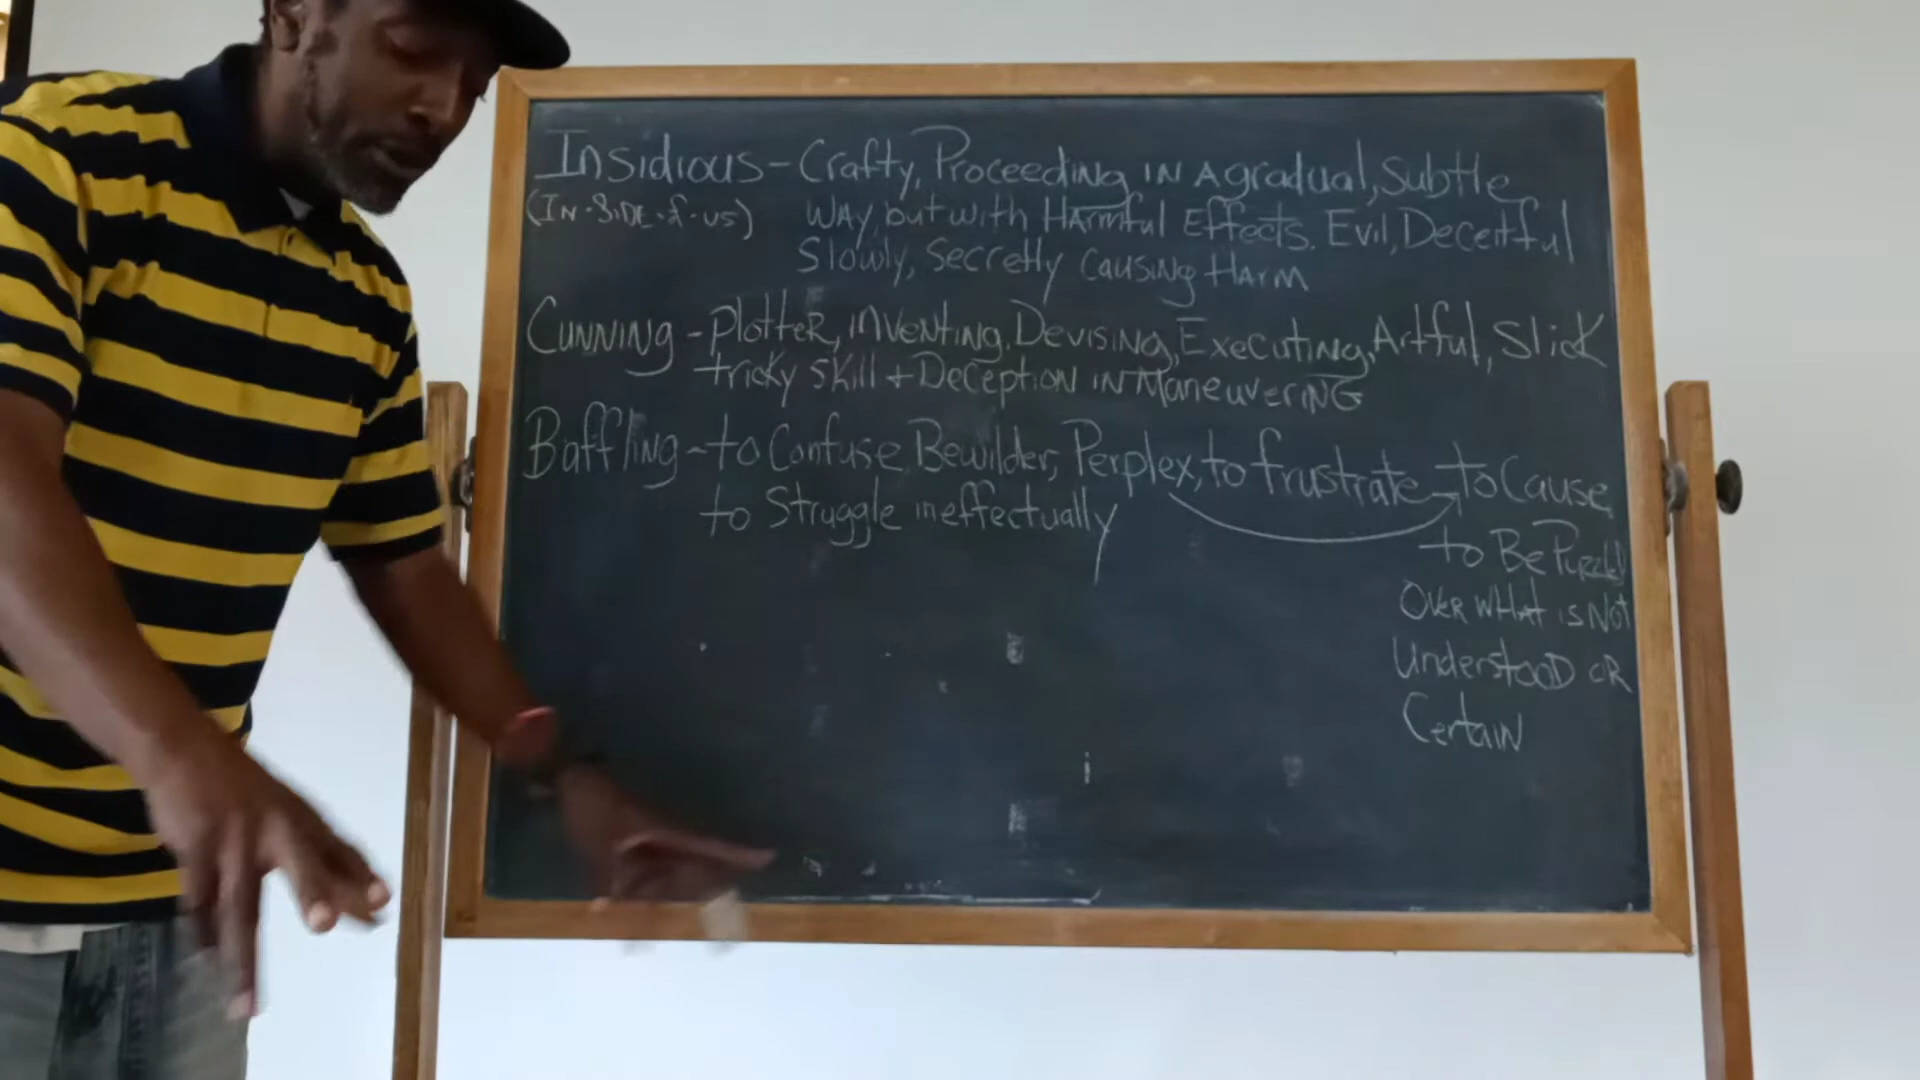 Insidious - Crafty, Proceeding in A gradual, subtle
(IN-SiDE-of-us) way, but with Harmful Effects. Evil, Deceitful
Slowly, Secretly causing Harm
Cunning - plotter, inventing, Devising, Executing, Artful, Slick
tricky skill + Deception in Maneuvering
Baffling - to Confuse, Bewilder, Perplex, to frustrate to Cause
to Struggle ineffectually
to Be Puzzled
Over what is Not
Understood or
Certain